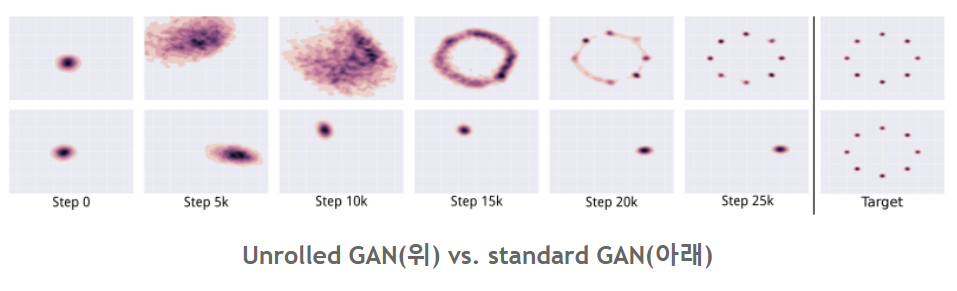 Step 0 Step 5k Step 10k Step 15k Step 20k Step 25k Target
Unrolled GAN(위) vs. standard GAN(아래)